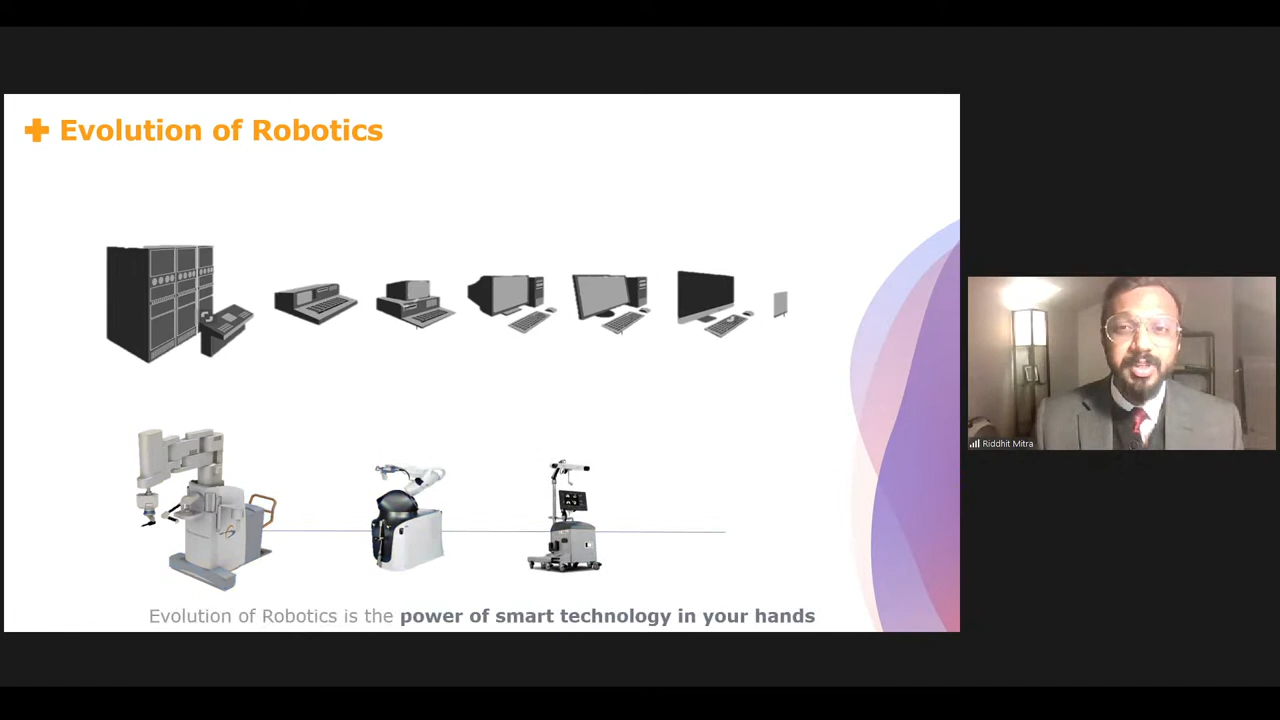 Evolution of Robotics
Riddhit Mitra
Evolution of Robotics is the power of smart technology in your hands